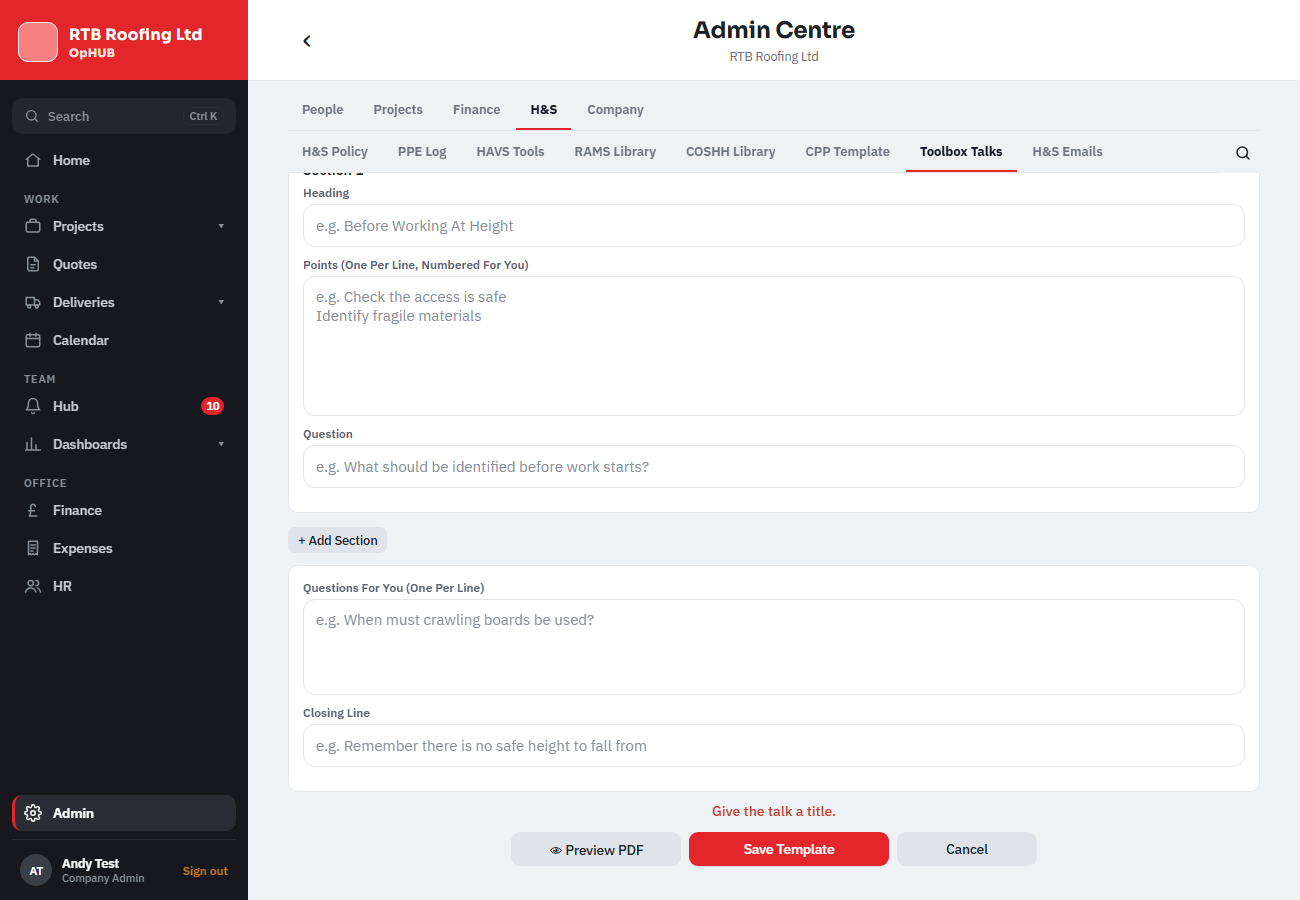 RTB Roofing Ltd
OpHUB
Search
Ctrl K
Home
WORK
Projects
Quotes
Deliveries
Calendar
TEAM
Hub
10
Dashboards
OFFICE
Finance
Expenses
HR
Admin
AT
Andy Test
Company Admin
Sign out
Admin Centre
RTB Roofing Ltd
People
Projects
Finance
H&S
Company
H&S Policy
PPE Log
HAVS Tools
RAMS Library
COSHH Library
CPP Template
Toolbox Talks
H&S Emails
Section 1
Heading
e.g. Before Working At Height
Points (One Per Line, Numbered For You)
e.g. Check the access is safe
Identify fragile materials
Question
e.g. What should be identified before work starts?
+ Add Section
Questions For You (One Per Line)
e.g. When must crawling boards be used?
Closing Line
e.g. Remember there is no safe height to fall from
Give the talk a title.
Preview PDF
Save Template
Cancel